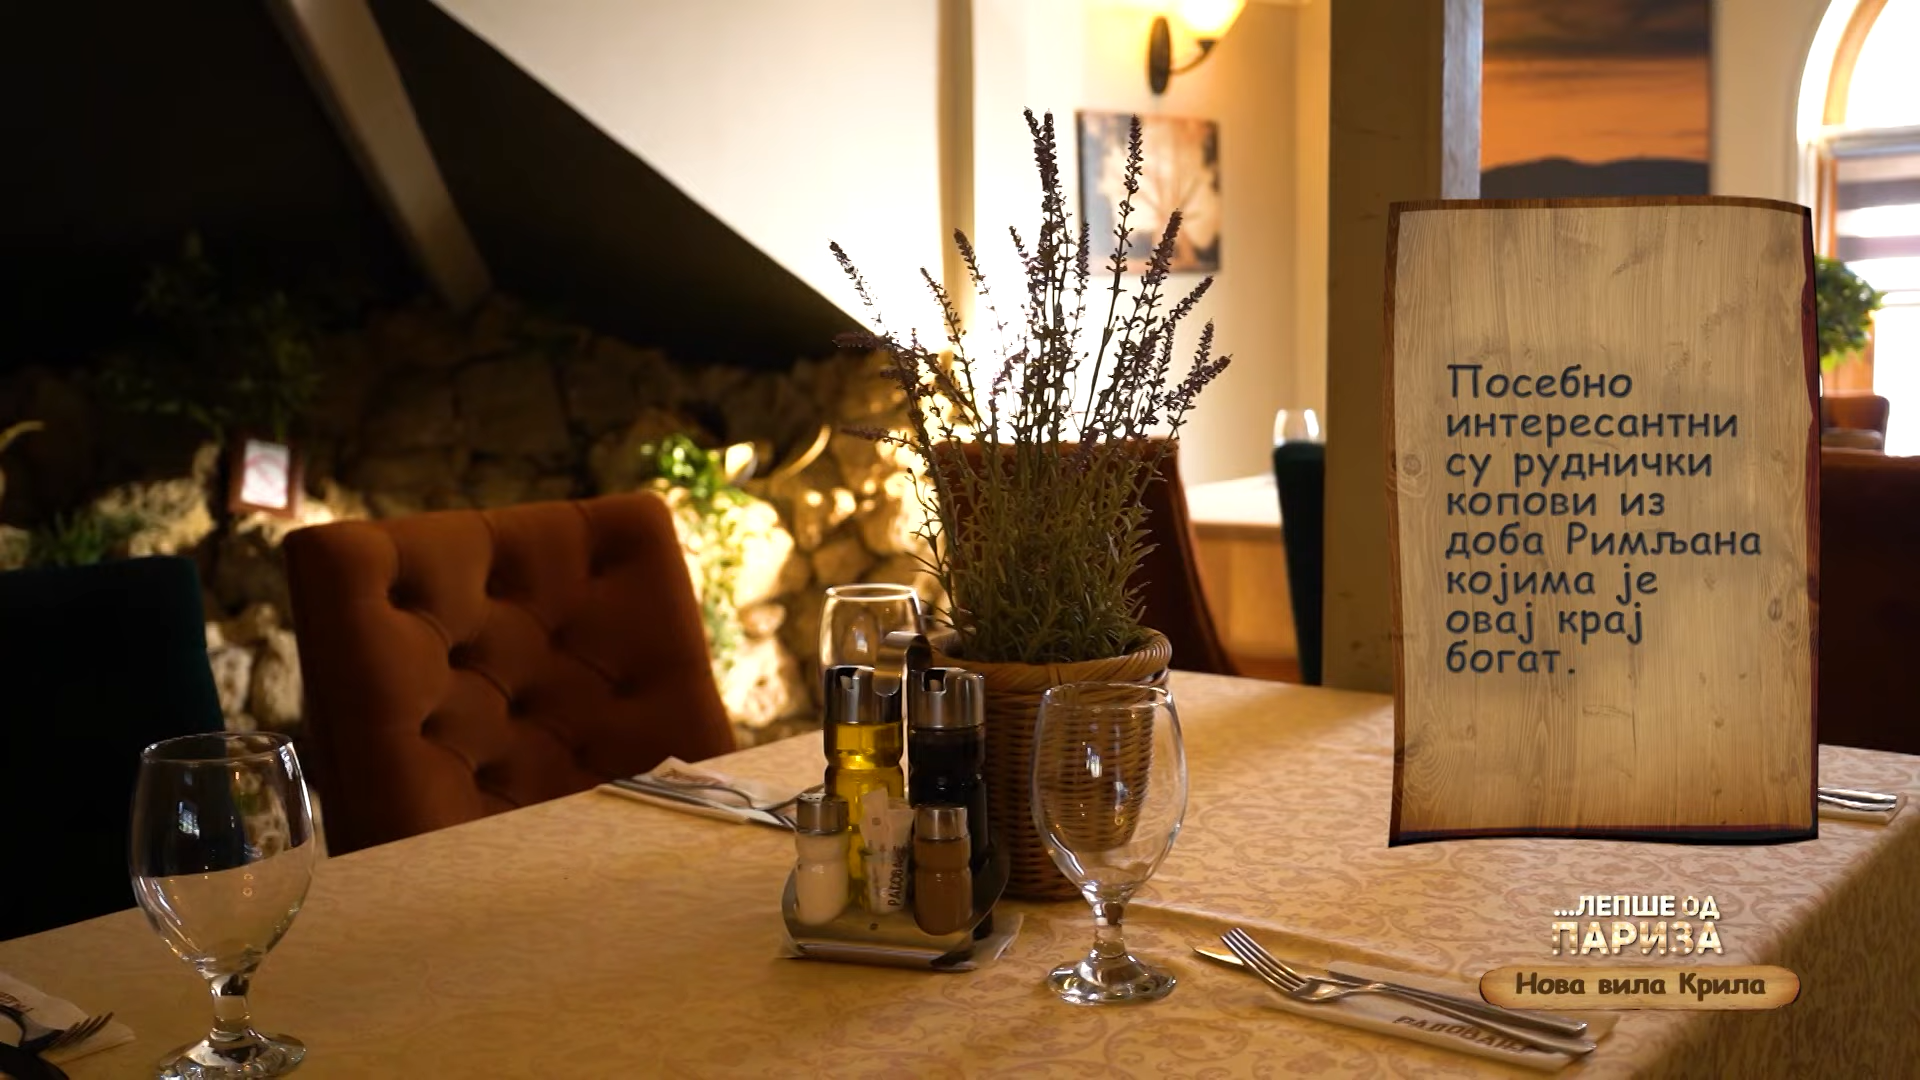 Посебно
интересантни
су руднички
копови из
доба Римљана
којима је
овај крај
богат.
...ЛЕПШЕ ОД
ПАРИЗА
Нова вила Крила